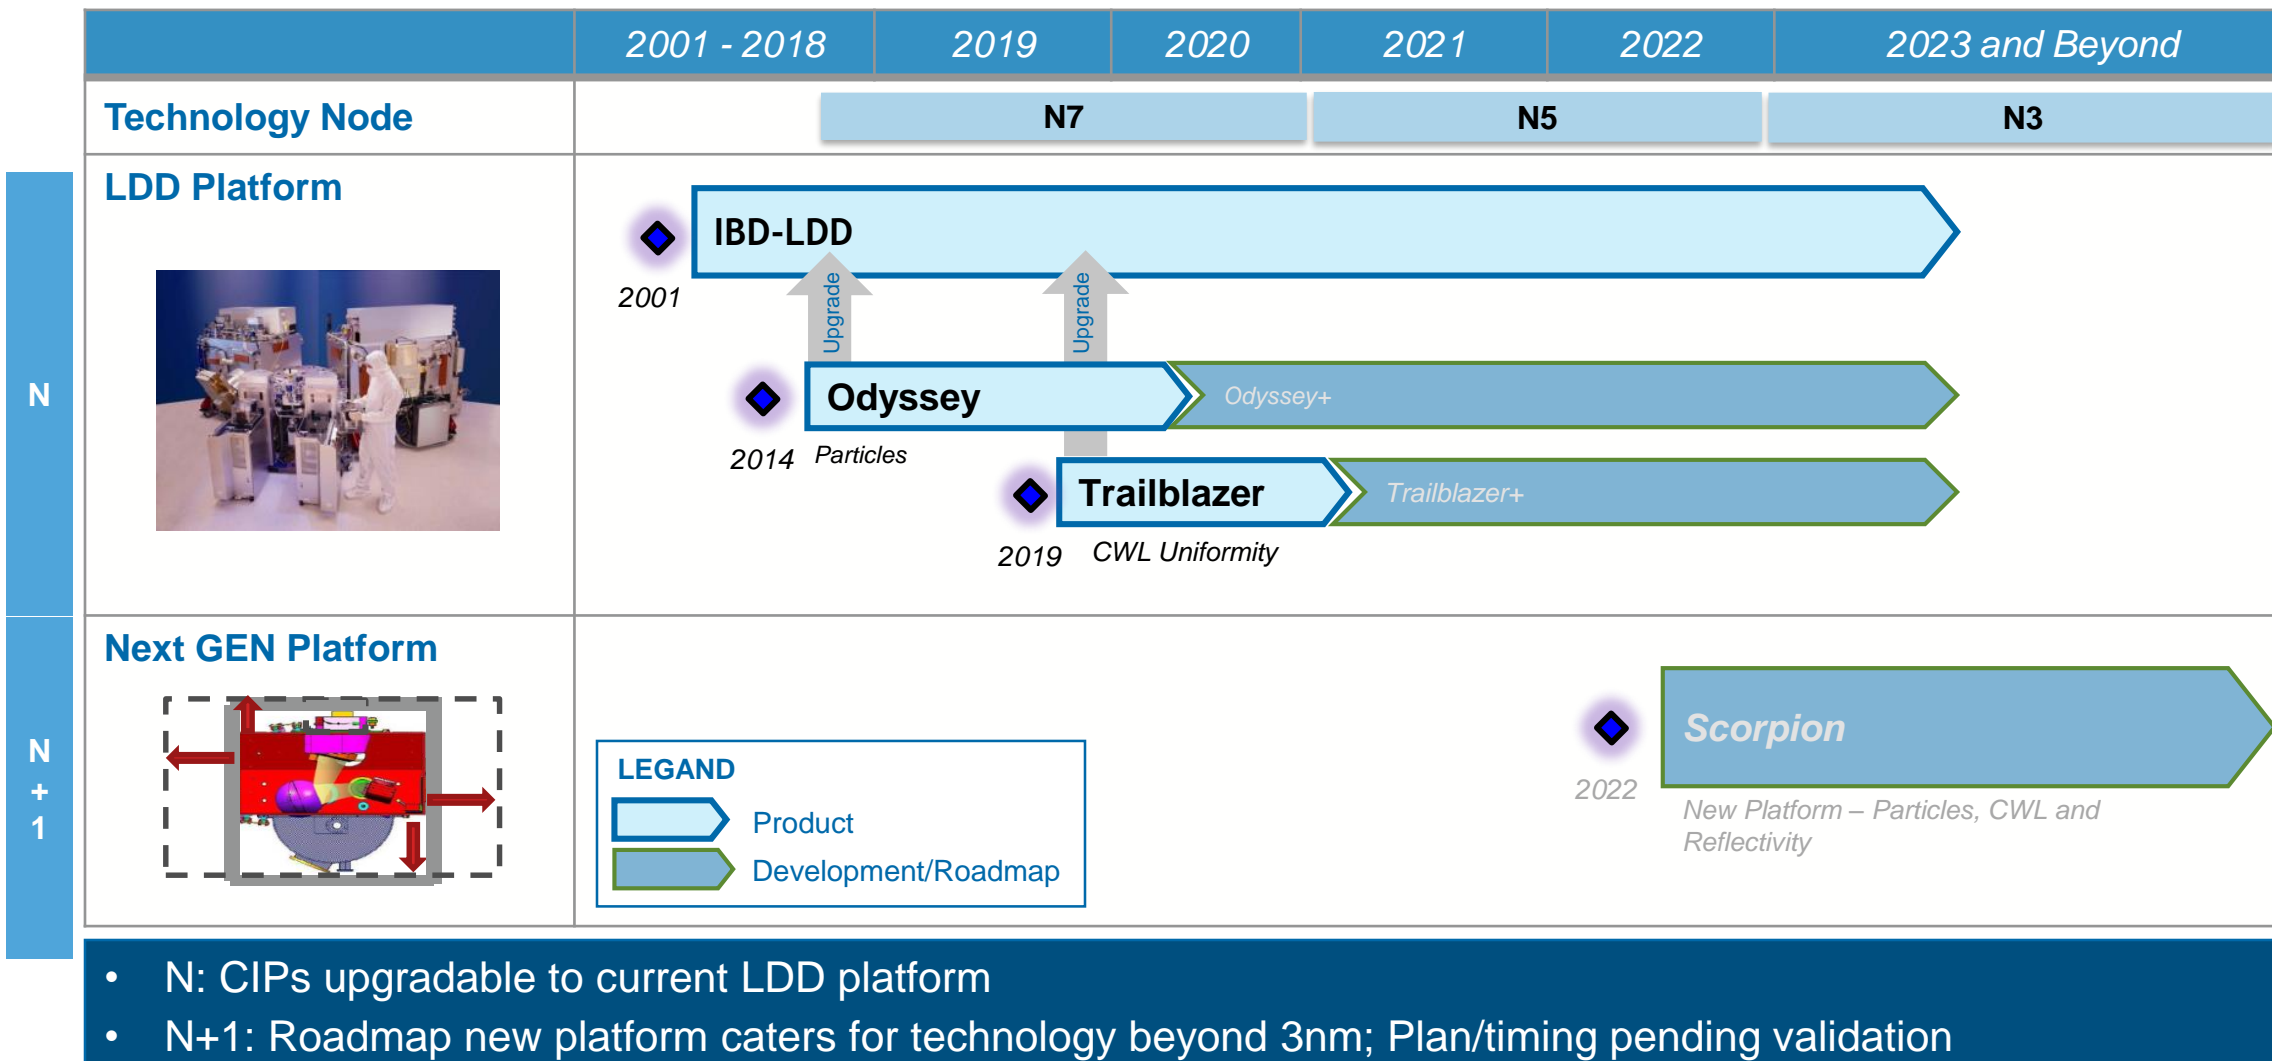 2001 - 2018
2019
2020
2021
2022
2023 and Beyond
Technology Node
N7
N5
N3
N
LDD Platform
IBD-LDD
2001
Upgrade
Upgrade
Odyssey
Odyssey+
2014
Particles
Trailblazer
Trailblazer+
2019
CWL Uniformity
N
+
1
Next GEN Platform
Scorpion
2022
New Platform – Particles, CWL and
Reflectivity
LEGAND
Product
Development/Roadmap
• N: CIPs upgradable to current LDD platform
• N+1: Roadmap new platform caters for technology beyond 3nm; Plan/timing pending validation